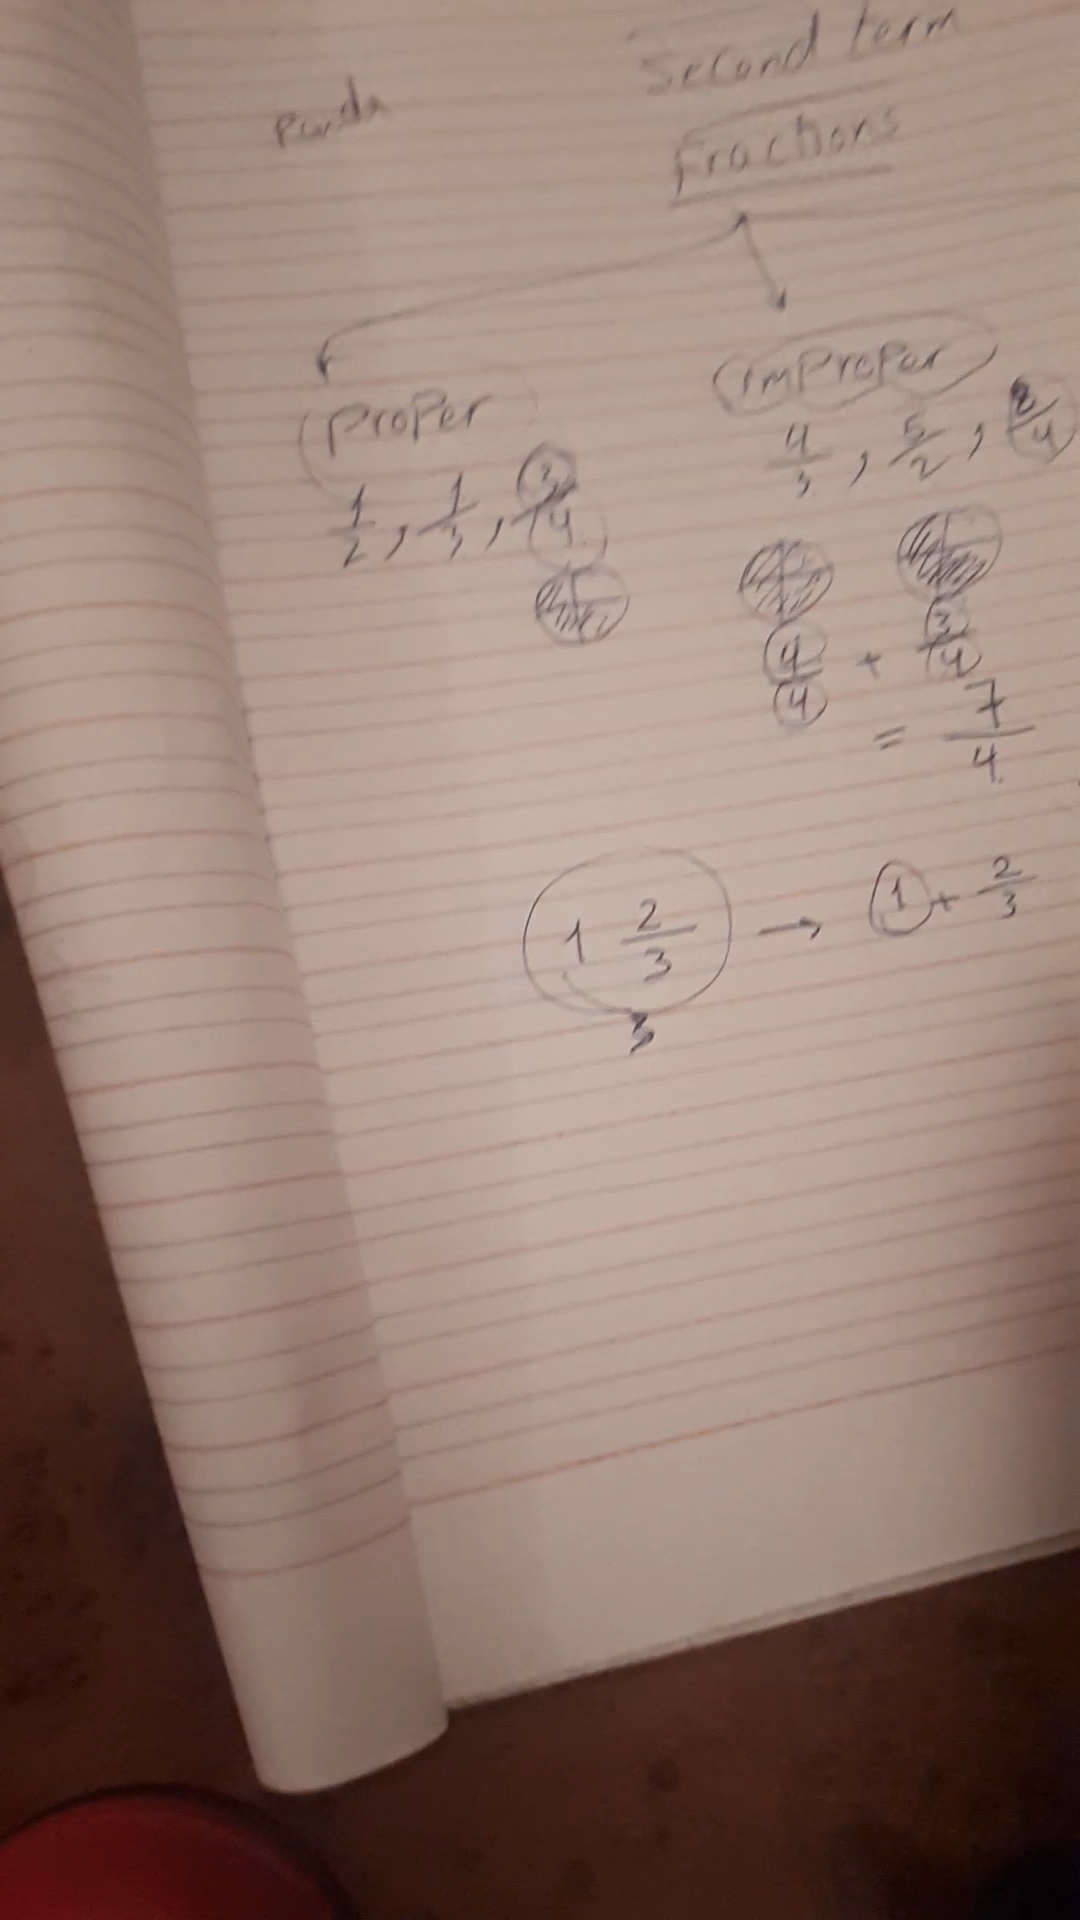 Second term
Fractions
Proper
Improper
1/2, 1/3, 3/4
4/3, 5/2, /4
4/4 + 3/4
= 7/4
1 2/3 → 1 + 2/3
3